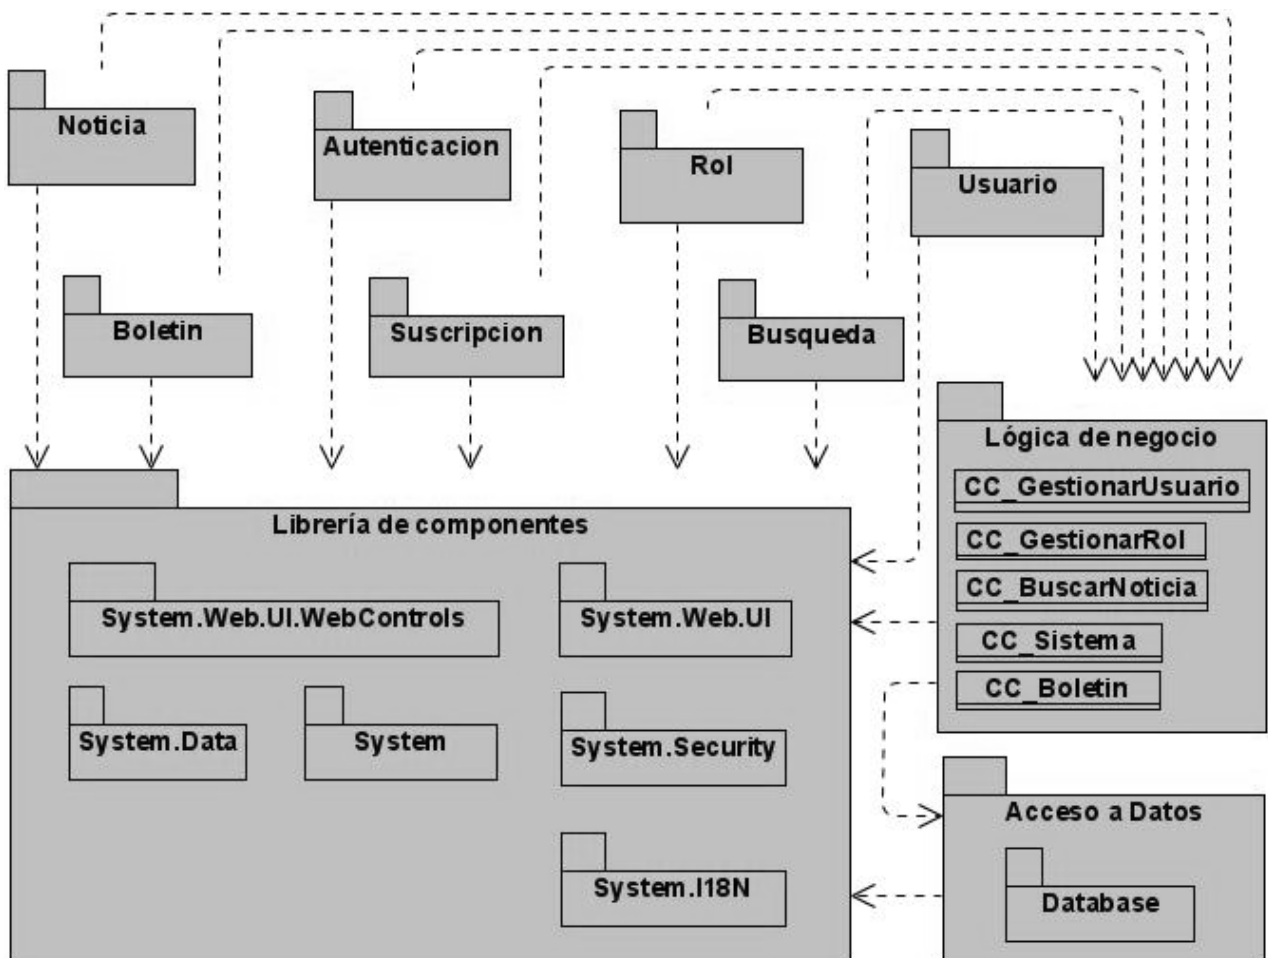 Noticia
Autenticacion
Rol
Usuario
Boletin
Suscripcion
Busqueda
Lógica de negocio
CC_GestionarUsuario
CC_GestionarRol
CC_BuscarNoticia
CC_Sistema
CC_Boletin
Librería de componentes
System.Web.UI.WebControls
System.Web.UI
System.Data
System
System.Security
System.I18N
Acceso a Datos
Database